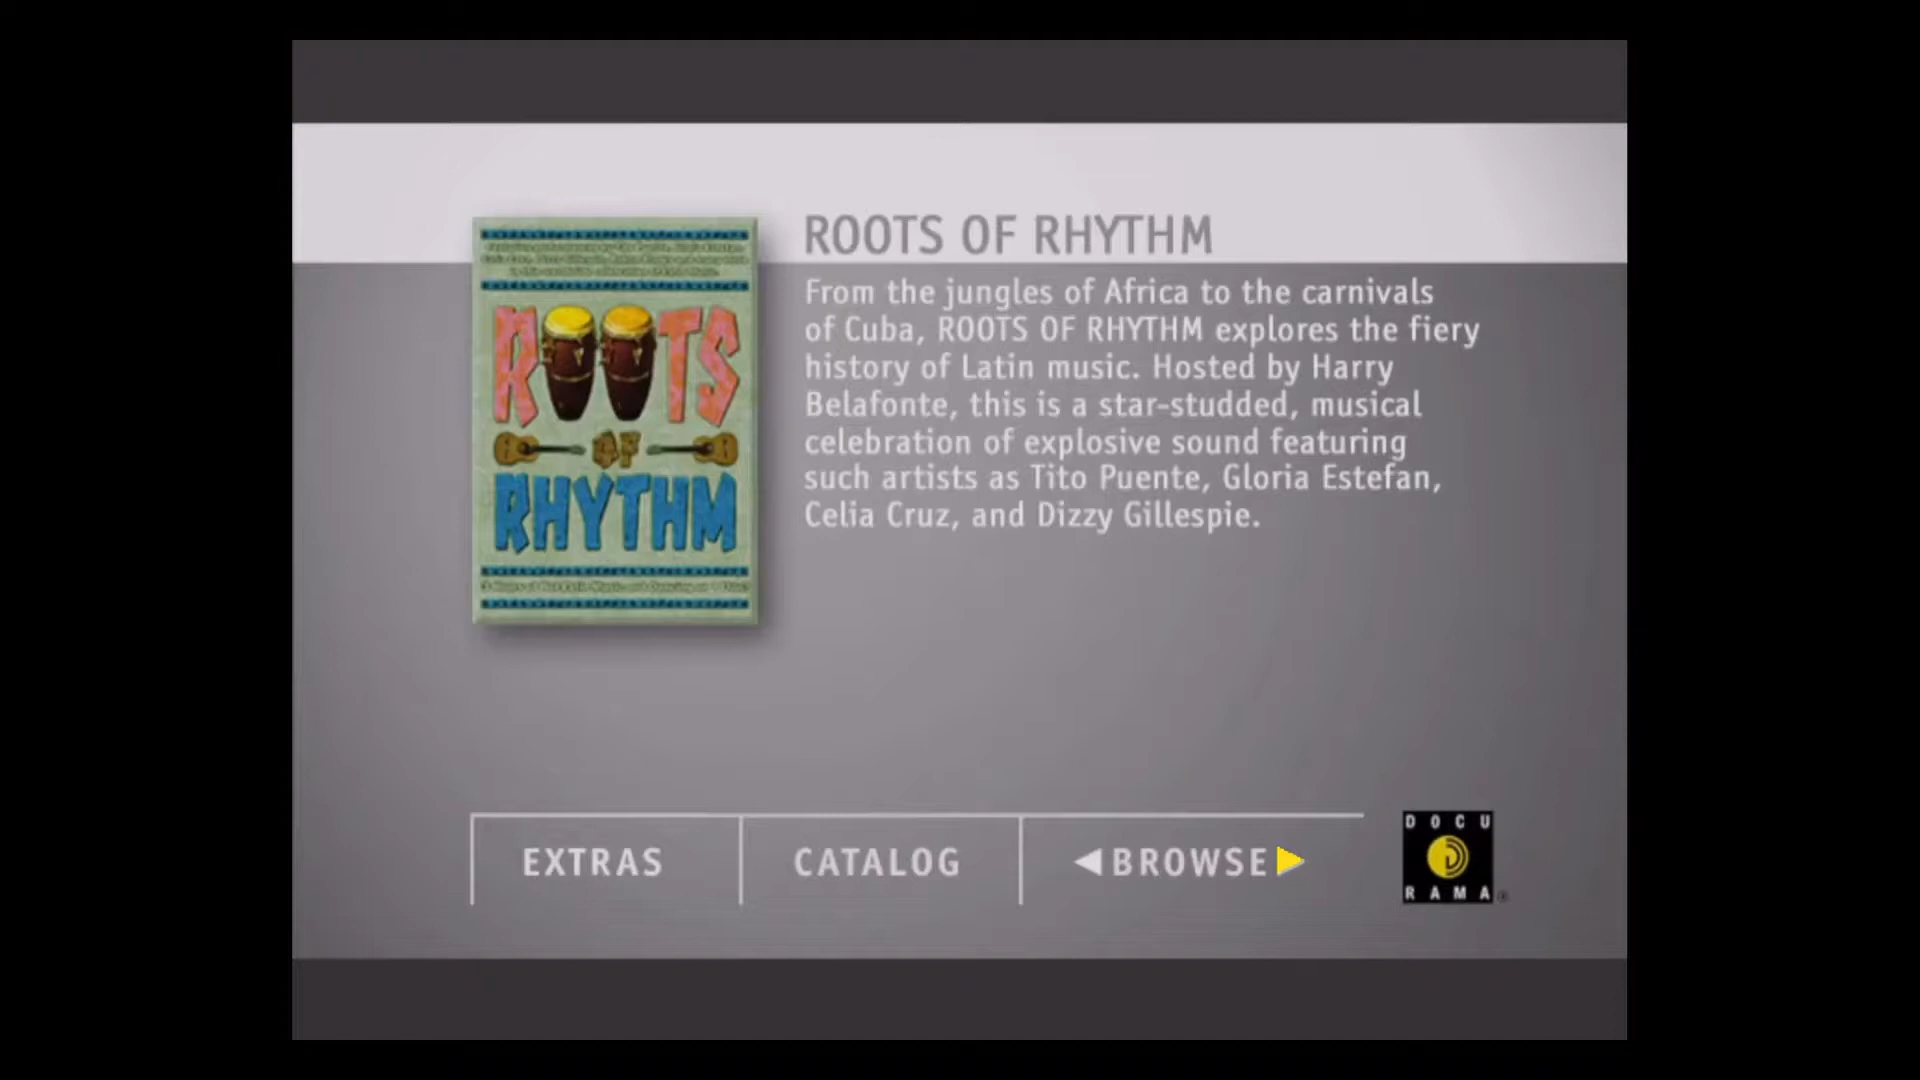 ROOTS OF RHYTHM
From the jungles of Africa to the carnivals
of Cuba, ROOTS OF RHYTHM explores the fiery
history of Latin music. Hosted by Harry
Belafonte, this is a star-studded, musical
celebration of explosive sound featuring
such artists as Tito Puente, Gloria Estefan,
Celia Cruz, and Dizzy Gillespie.
ROOTS
OF
RHYTHM
EXTRAS
CATALOG
BROWSE
DOCU
RAMA